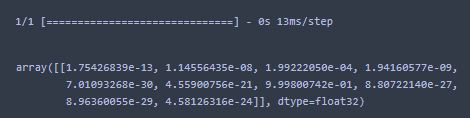 1/1 [==============================] - 0s 13ms/step
array([[1.75426839e-13, 1.14556435e-08, 1.99222050e-04, 1.94160577e-09,
7.01093268e-30, 4.55900756e-21, 9.99800742e-01, 8.80722140e-27,
8.96360055e-29, 4.58126316e-24]], dtype=float32)